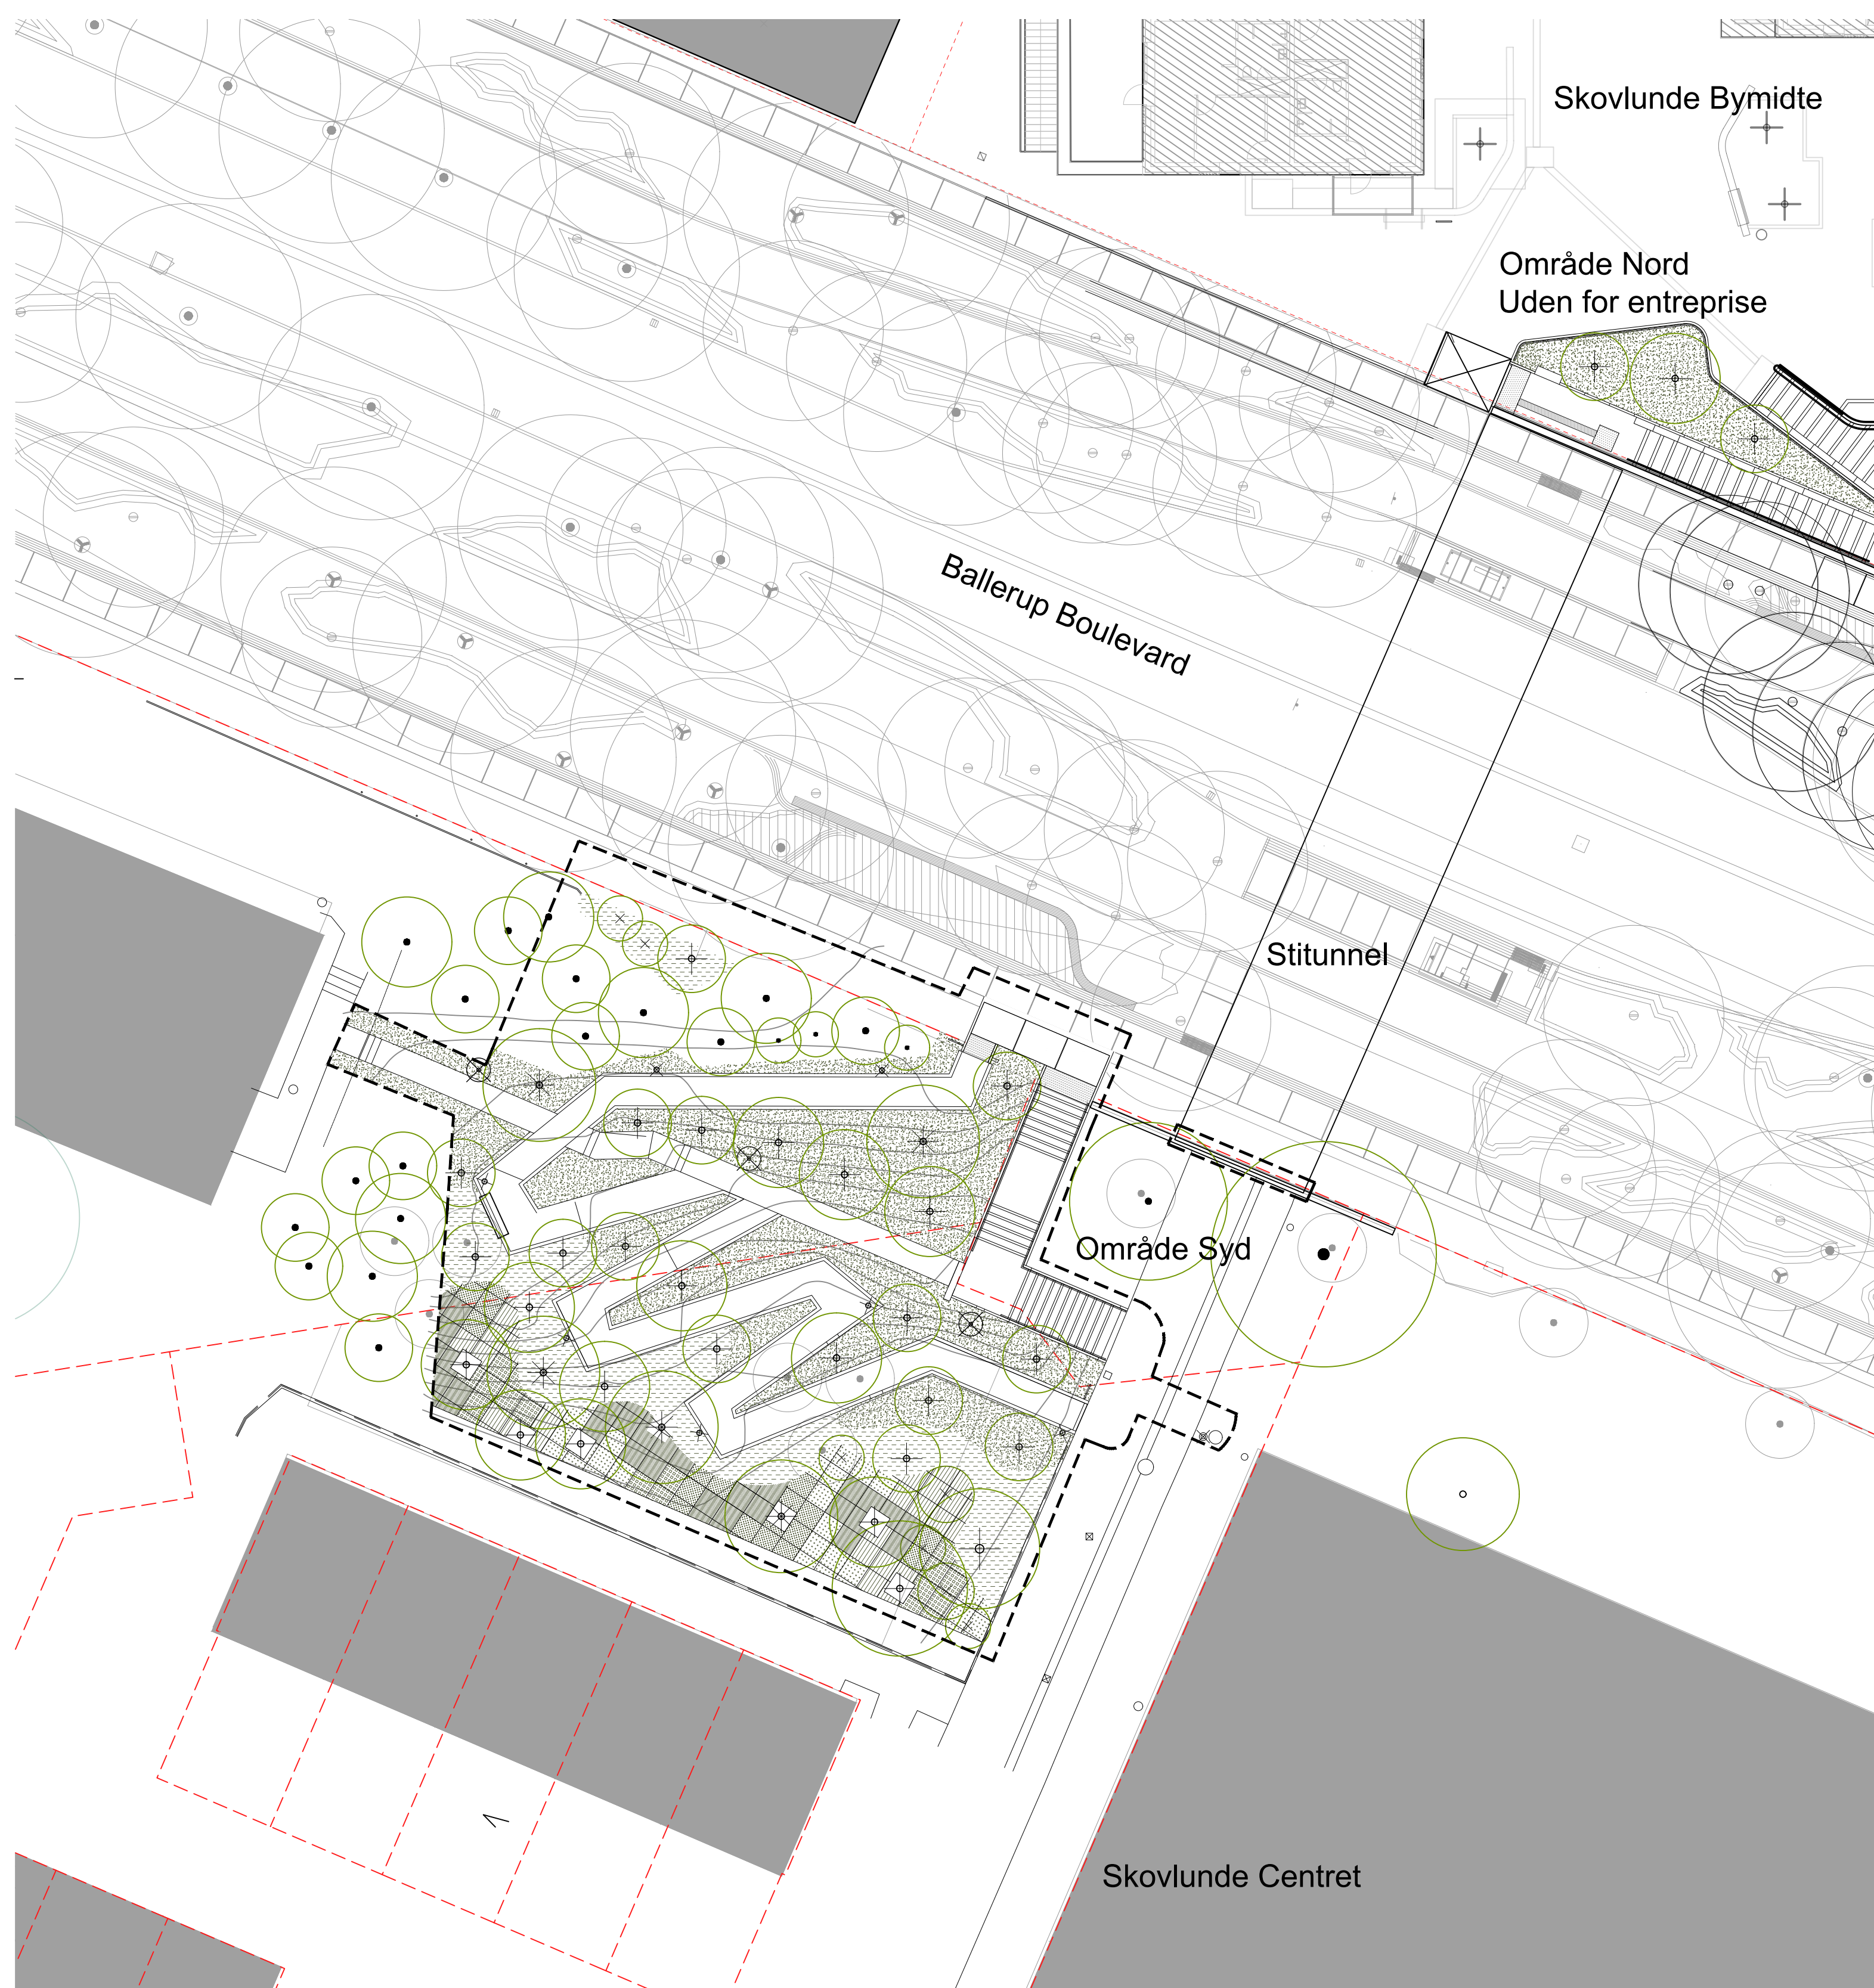 Skovlunde Bymidte
Område Nord
Uden for entreprise
Ballerup Boulevard
Stitunnel
Område Syd
Skovlunde Centret